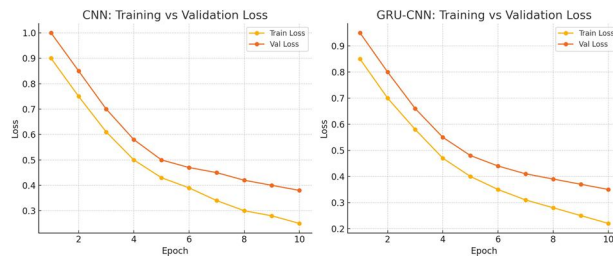 CNN: Training vs Validation Loss
Train Loss
Val Loss
1.0
0.9
0.8
0.7
0.6
0.5
0.4
0.3
Loss
2
4
6
8
10
Epoch
GRU-CNN: Training vs Validation Loss
Train Loss
Val Loss
0.9
0.8
0.7
0.6
0.5
0.4
0.3
0.2
Loss
2
4
6
8
10
Epoch